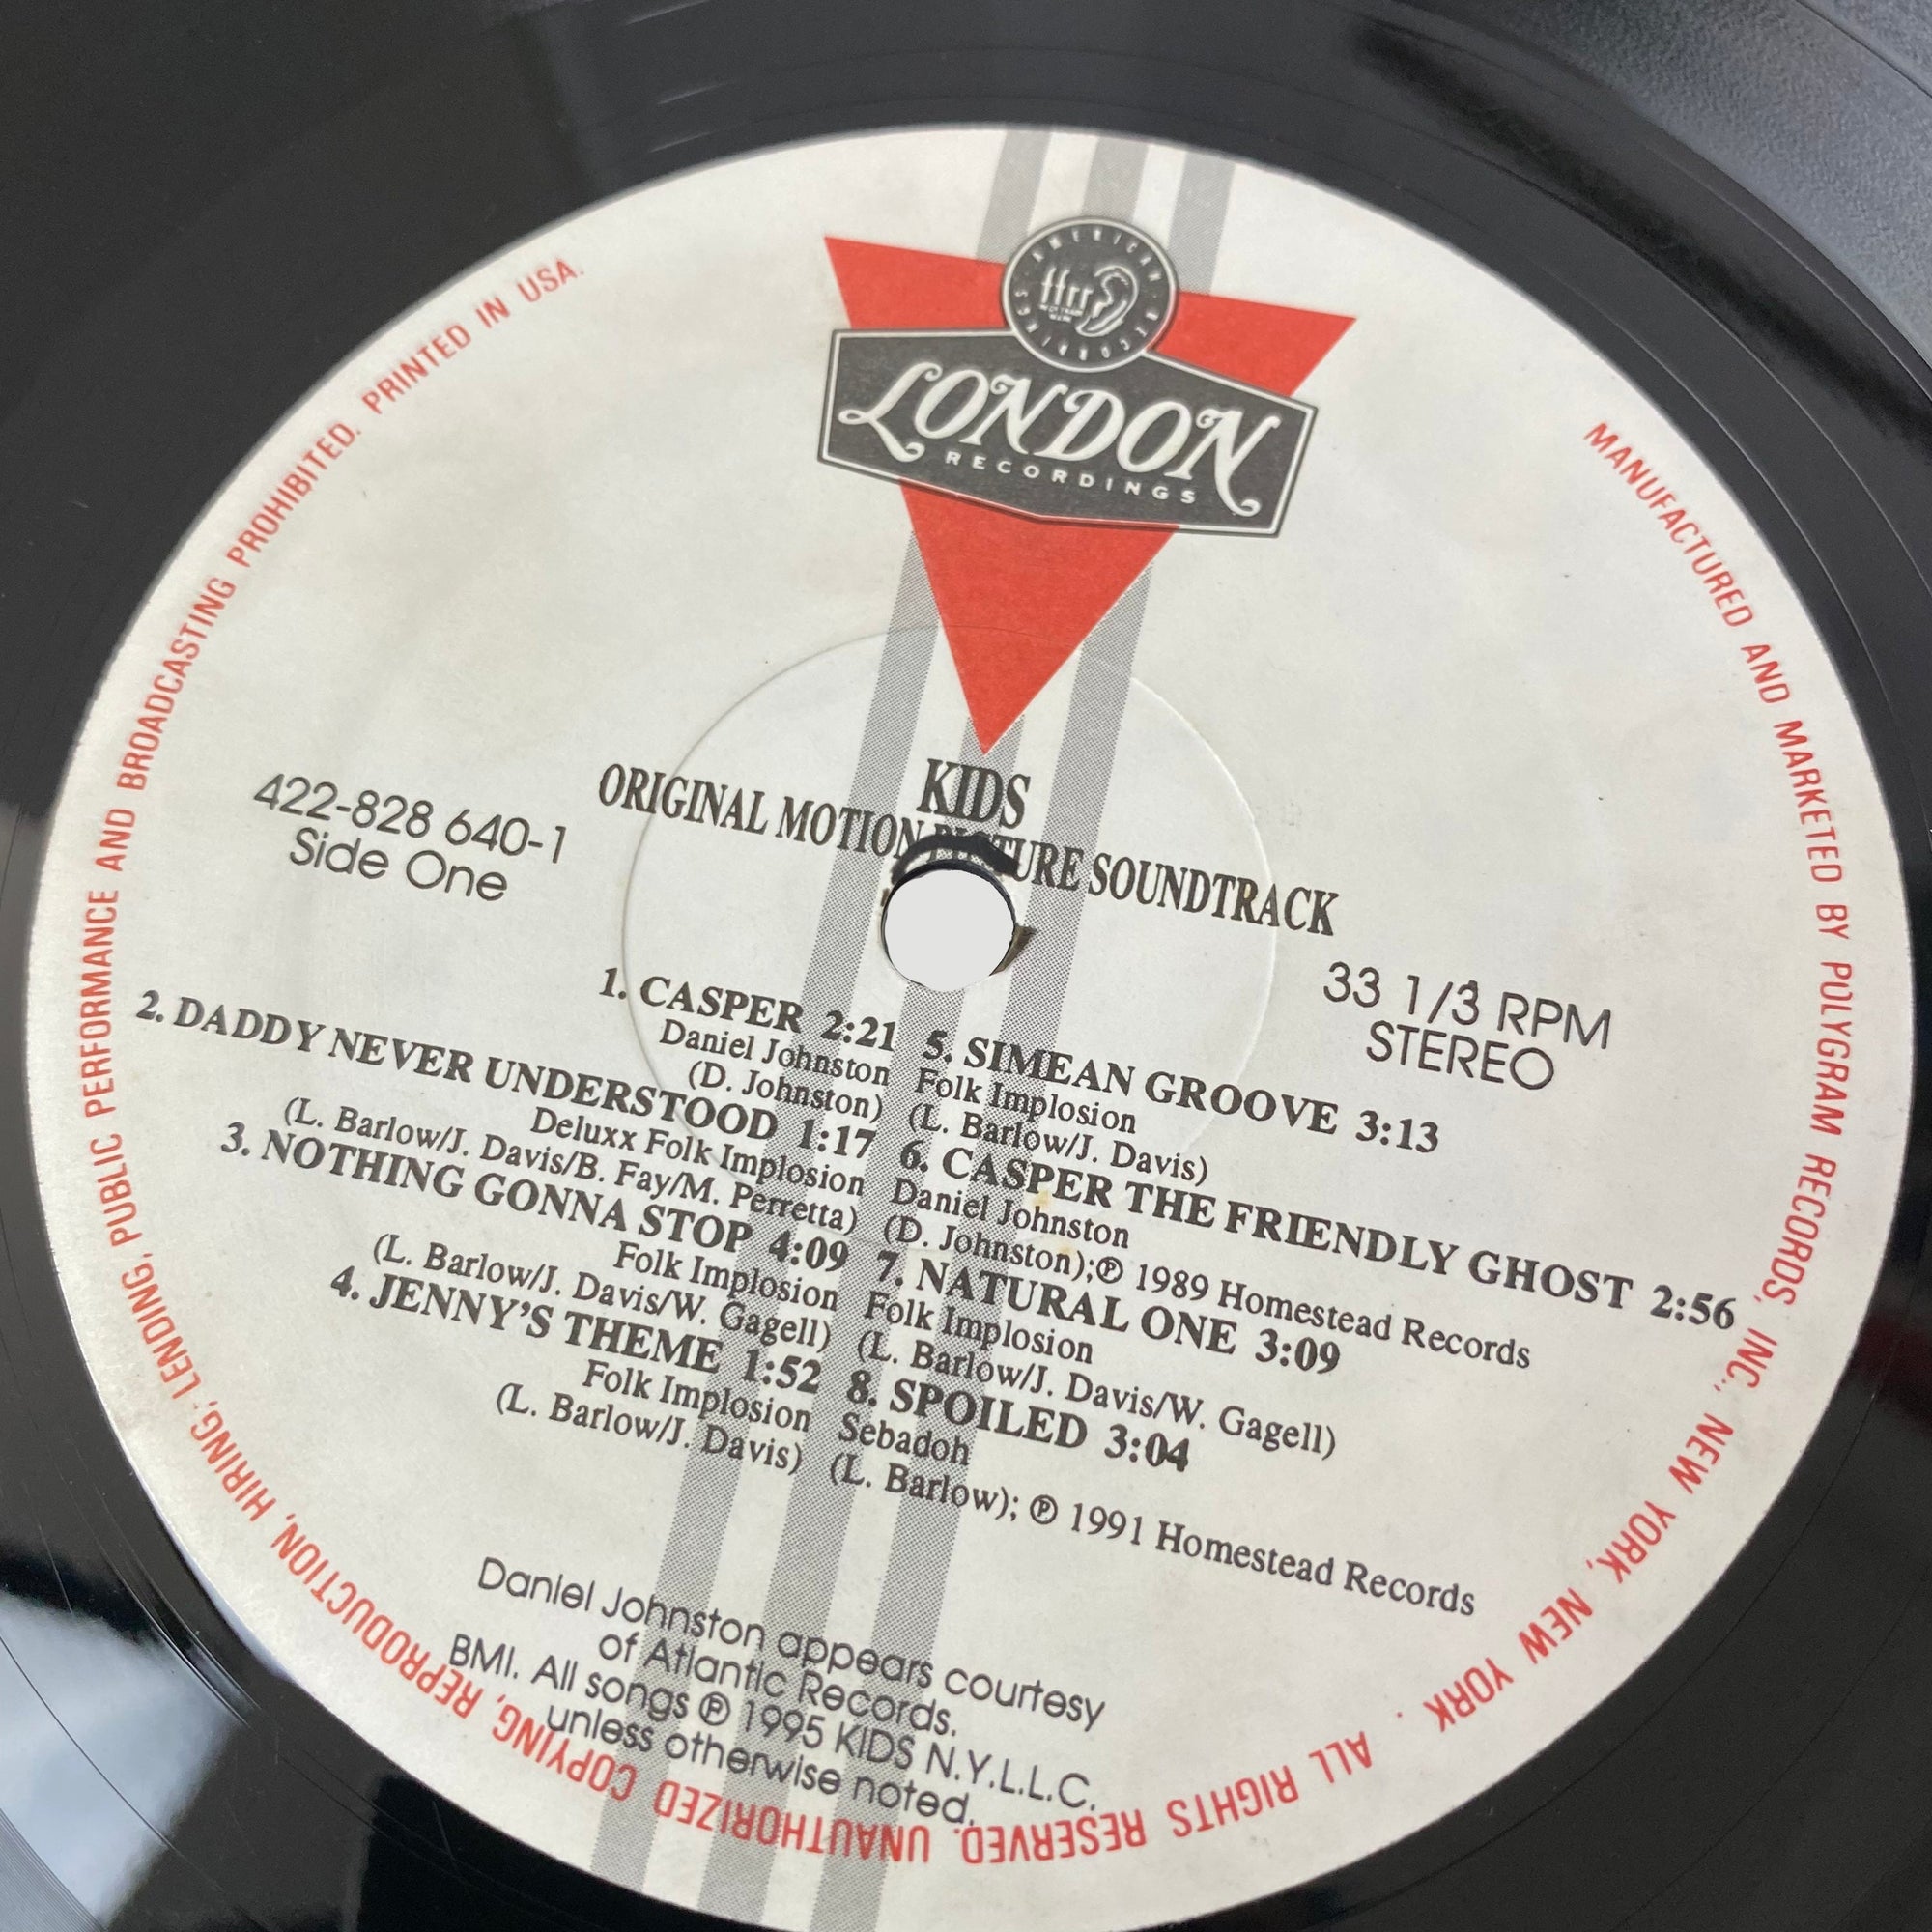 AMERICAN RECORDINGS
ffrr
LONDON
RECORDINGS
KIDS
ORIGINAL MOTION PICTURE SOUNDTRACK
422-828 640-1
Side One
33 1/3 RPM
STEREO
1. CASPER 2:21
Daniel Johnston
(D. Johnston)
2. DADDY NEVER UNDERSTOOD 1:17
Deluxx Folk Implosion
(L. Barlow/J. Davis/B. Fay/M. Perretta)
3. NOTHING GONNA STOP 4:09
Folk Implosion
(L. Barlow/J. Davis/W. Gagell)
4. JENNY'S THEME 1:52
Folk Implosion
(L. Barlow/J. Davis)
5. SIMEAN GROOVE 3:13
Folk Implosion
(L. Barlow/J. Davis)
6. CASPER THE FRIENDLY GHOST 2:56
Daniel Johnston
(D. Johnston);℗ 1989 Homestead Records
7. NATURAL ONE 3:09
Folk Implosion
(L. Barlow/J. Davis/W. Gagell)
8. SPOILED 3:04
Sebadoh
(L. Barlow); ℗ 1991 Homestead Records
Daniel Johnston appears courtesy
of Atlantic Records.
BMI. All songs ℗ 1995 KIDS N.Y.L.L.C.
unless otherwise noted.
MANUFACTURED AND MARKETED BY POLYGRAM RECORDS, INC., NEW YORK, NEW YORK . ALL RIGHTS RESERVED. UNAUTHORIZED COPYING, REPRODUCTION, HIRING, LENDING, PUBLIC PERFORMANCE AND BROADCASTING PROHIBITED. PRINTED IN USA.